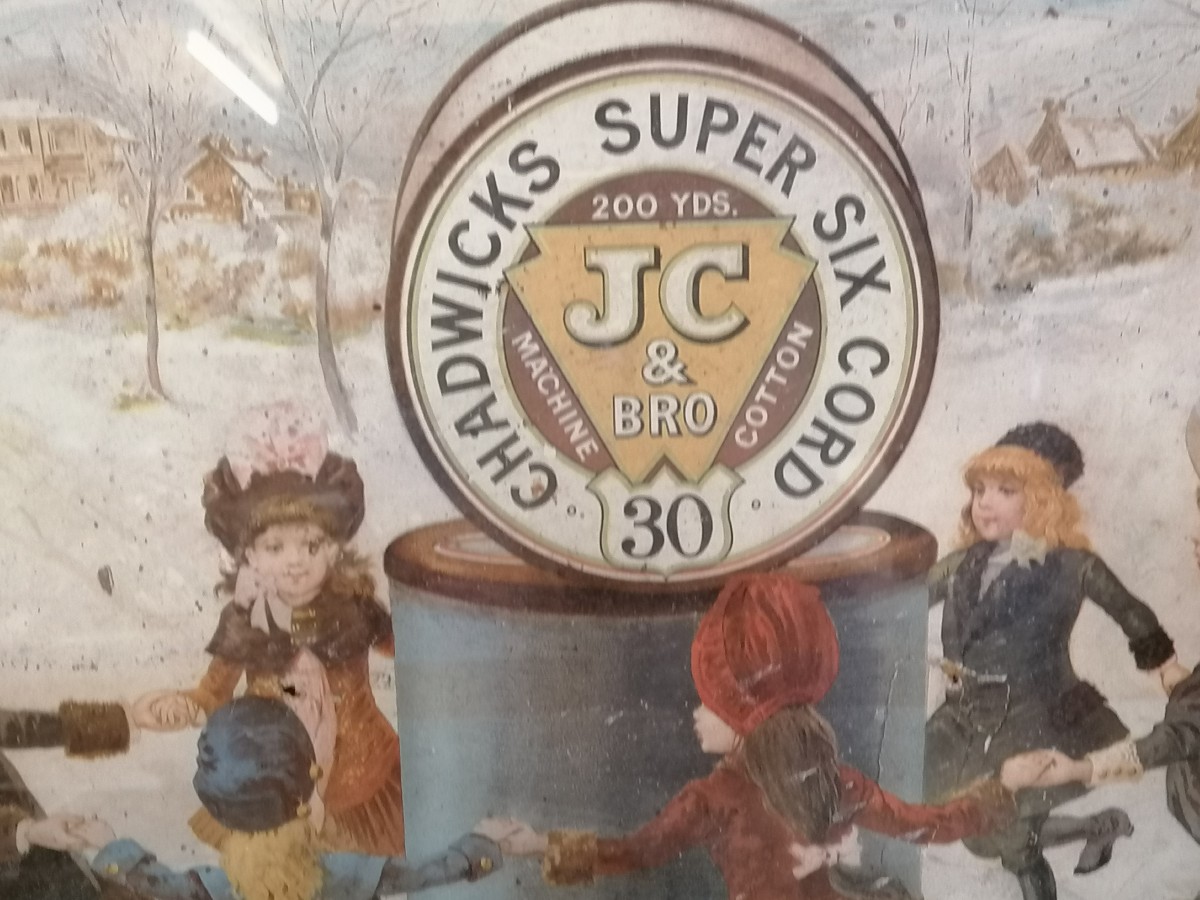 CHADWICKS SUPER SIX CORD
200 YDS.
JC
&
BRO
MACHINE
COTTON
30